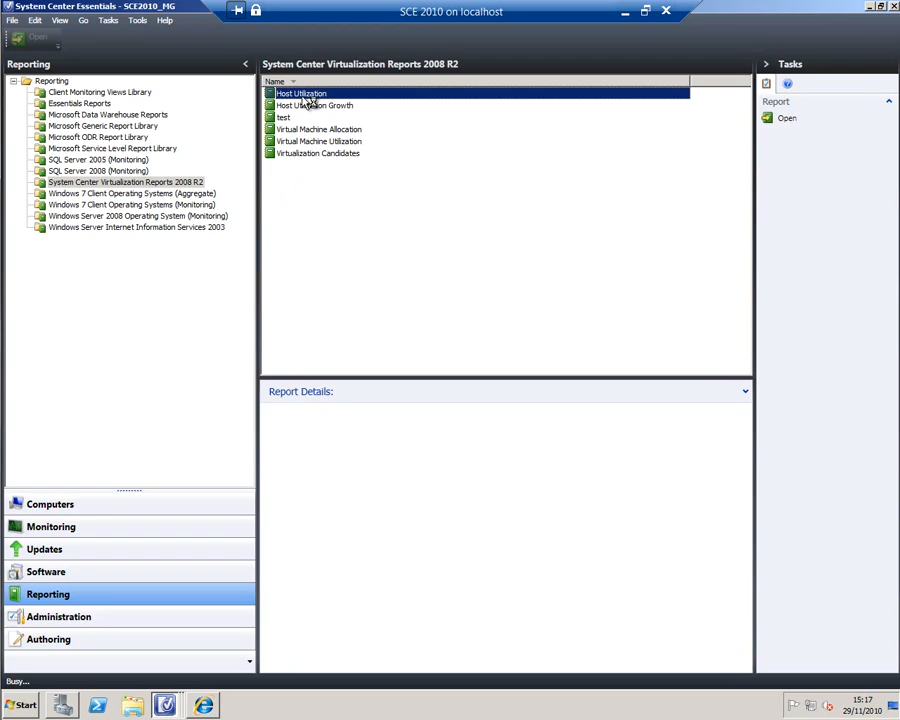 System Center Essentials - SCE2010_MG
SCE 2010 on localhost
File Edit View Go Tasks Tools Help
Open
Reporting
Reporting
Client Monitoring Views Library
Essentials Reports
Microsoft Data Warehouse Reports
Microsoft Generic Report Library
Microsoft ODR Report Library
Microsoft Service Level Report Library
SQL Server 2005 (Monitoring)
SQL Server 2008 (Monitoring)
System Center Virtualization Reports 2008 R2
Windows 7 Client Operating Systems (Aggregate)
Windows 7 Client Operating Systems (Monitoring)
Windows Server 2008 Operating System (Monitoring)
Windows Server Internet Information Services 2003
Computers
Monitoring
Updates
Software
Reporting
Administration
Authoring
System Center Virtualization Reports 2008 R2
Name
Host Utilization
Host Utilization Growth
test
Virtual Machine Allocation
Virtual Machine Utilization
Virtualization Candidates
Report Details:
Tasks
Report
Open
Busy...
Start
15:17
29/11/2010